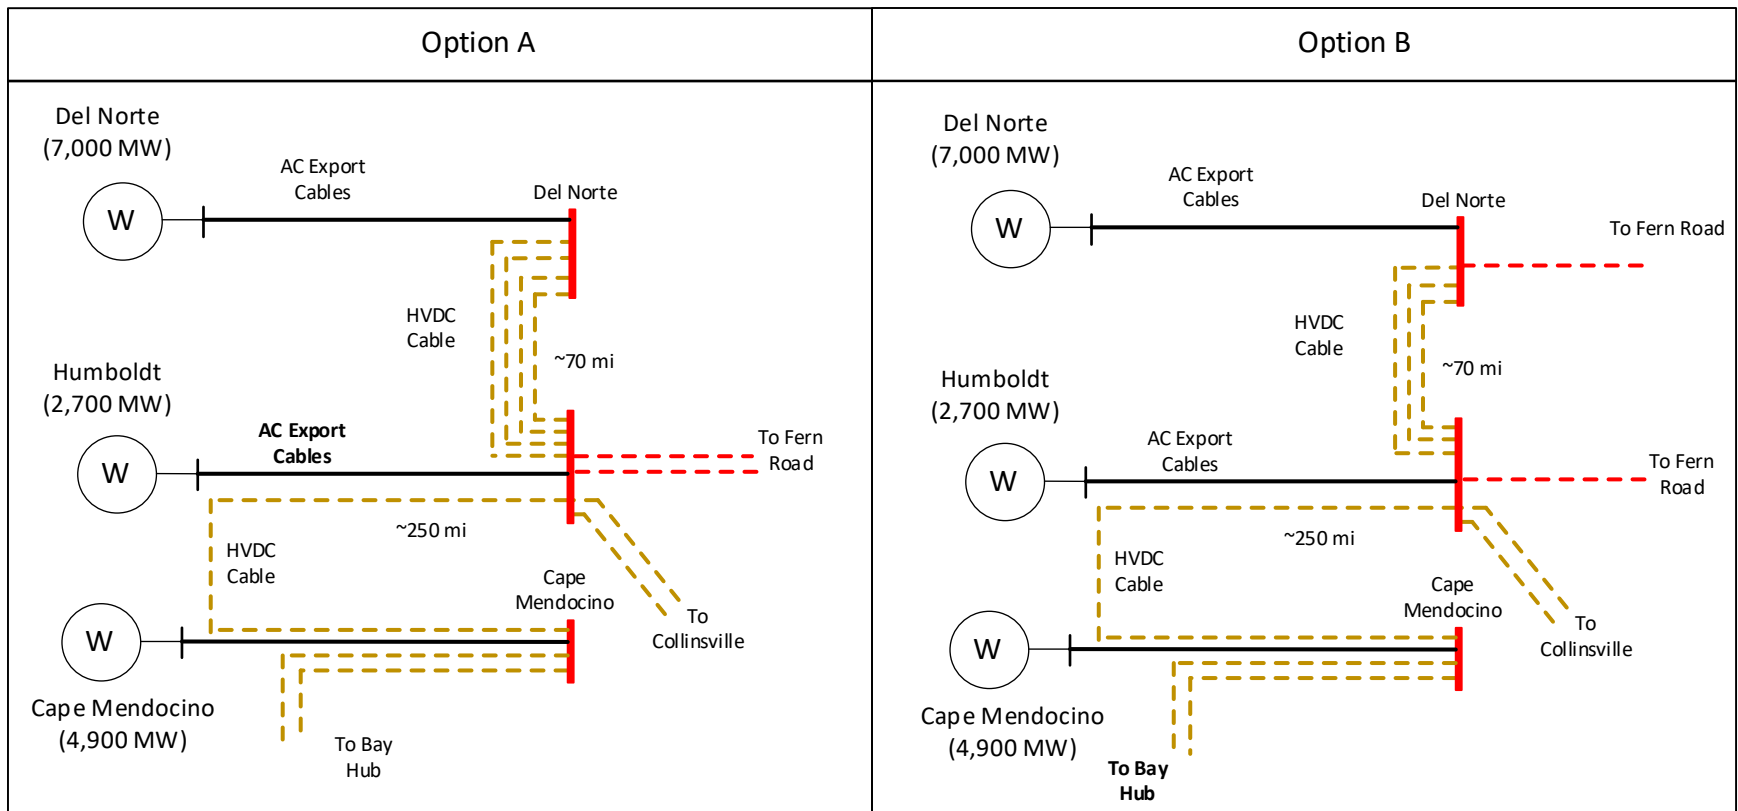 Option A
Option B
Del Norte
(7,000 MW)
AC Export
Cables
Del Norte
W
HVDC
Cable
~70 mi
Humboldt
(2,700 MW)
AC Export
Cables
W
To Fern
Road
~250 mi
HVDC
Cable
Cape
Mendocino
To
Collinsville
W
Cape Mendocino
(4,900 MW)
To Bay
Hub
Del Norte
(7,000 MW)
AC Export
Cables
Del Norte
W
To Fern Road
HVDC
Cable
~70 mi
Humboldt
(2,700 MW)
AC Export
Cables
W
To Fern
Road
~250 mi
HVDC
Cable
Cape
Mendocino
To
Collinsville
W
Cape Mendocino
(4,900 MW)
To Bay
Hub